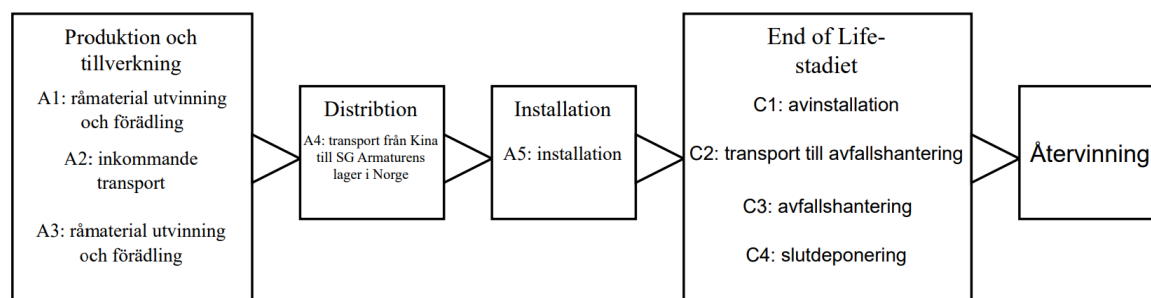 Produktion och
tillverkning
A1: råmaterial utvinning
och förädling
A2: inkommande
transport
A3: råmaterial utvinning
och förädling
Distribtion
A4: transport från Kina
till SG Armaturens
lager i Norge
Installation
A5: installation
End of Life-
stadiet
C1: avinstallation
C2: transport till avfallshantering
C3: avfallshantering
C4: slutdeponering
Återvinning